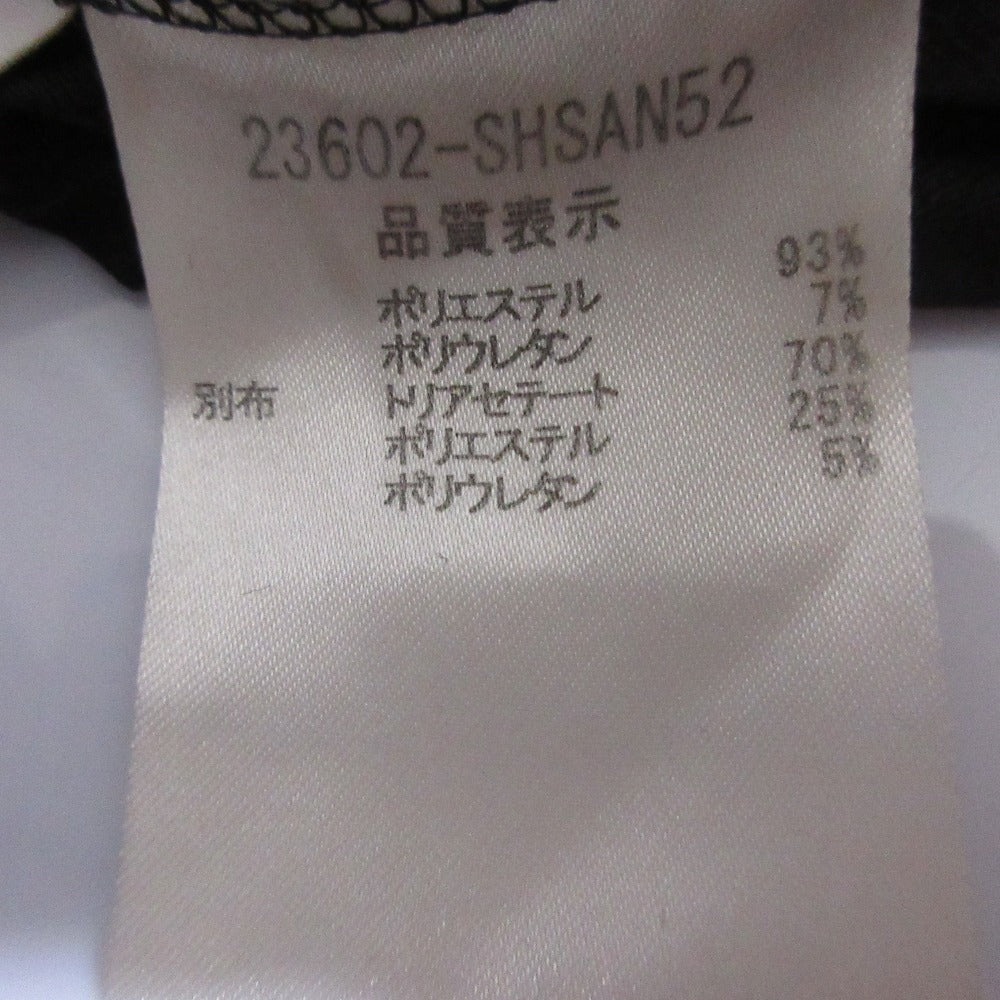 23602-SHSAN52
品質表示
ポリエステル 93%
ポリウレタン 7%
別布 トリアセテート 70%
ポリエステル 25%
ポリウレタン 5%